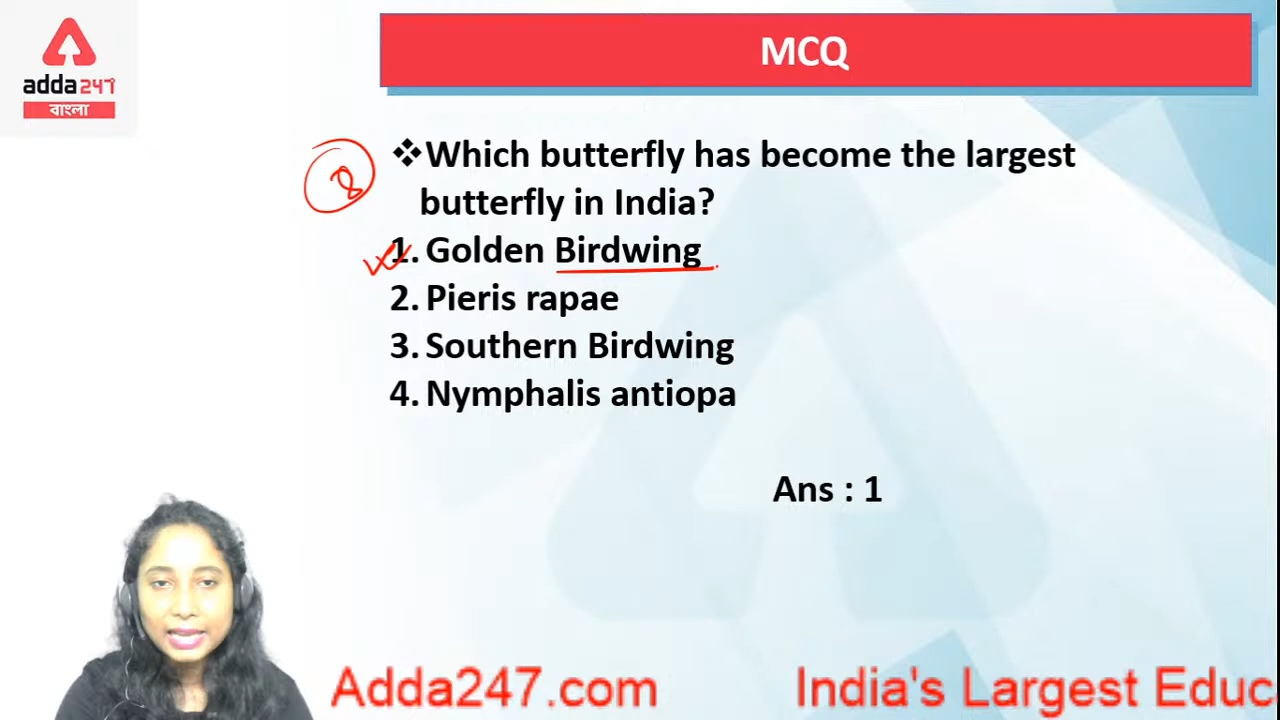 adda247
বাংলা
MCQ
8
❖Which butterfly has become the largest
butterfly in India?
1. Golden Birdwing
2. Pieris rapae
3. Southern Birdwing
4. Nymphalis antiopa
Ans : 1
Adda247.com India's Largest Educ